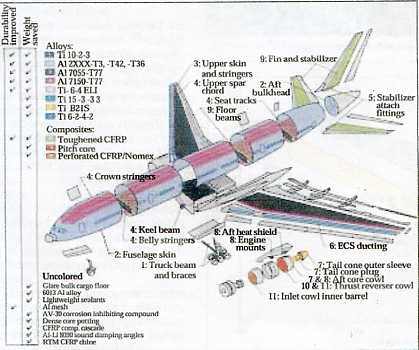 Durability
improved
Weight
saved
Alloys:
Ti 10-2-3
Al 2XXX-T3, -T42, -T36
Al 7055-T77
Al 7150-T77
Ti- 6-4 ELI
Ti 15 -3 -3 3
Ti B21S
Ti 6-2-4-2
Composites:
Toughened CFRP
Pitch core
Perforated CFRP/Nomex
3: Upper skin
and stringers
4: Upper spar
chord
4: Seat tracks
9: Floor
beams
9: Fin and stabilizer
2: Aft
bulkhead
5: Stabilizer
attach
fittings
4: Crown stringers
4: Keel beam
4: Belly stringers
2: Fuselage skin
1: Truck beam
and braces
8: Aft heat shield
8: Engine
mounts
6: ECS ducting
7: Tail cone outer sleeve
7: Tail cone plug
7 & 8: Aft core cowl
10 & 11: Thrust reverser cowl
11: Inlet cowl inner barrel
Uncolored
Glare bulk cargo floor
6013 Al alloy
Lightweight sealants
Al mesh
AV-30 corrosion inhibiting compound
Dense core potting
CFRP comp. cascade
Al-Li 8090 sound damping angles
RTM CFRP